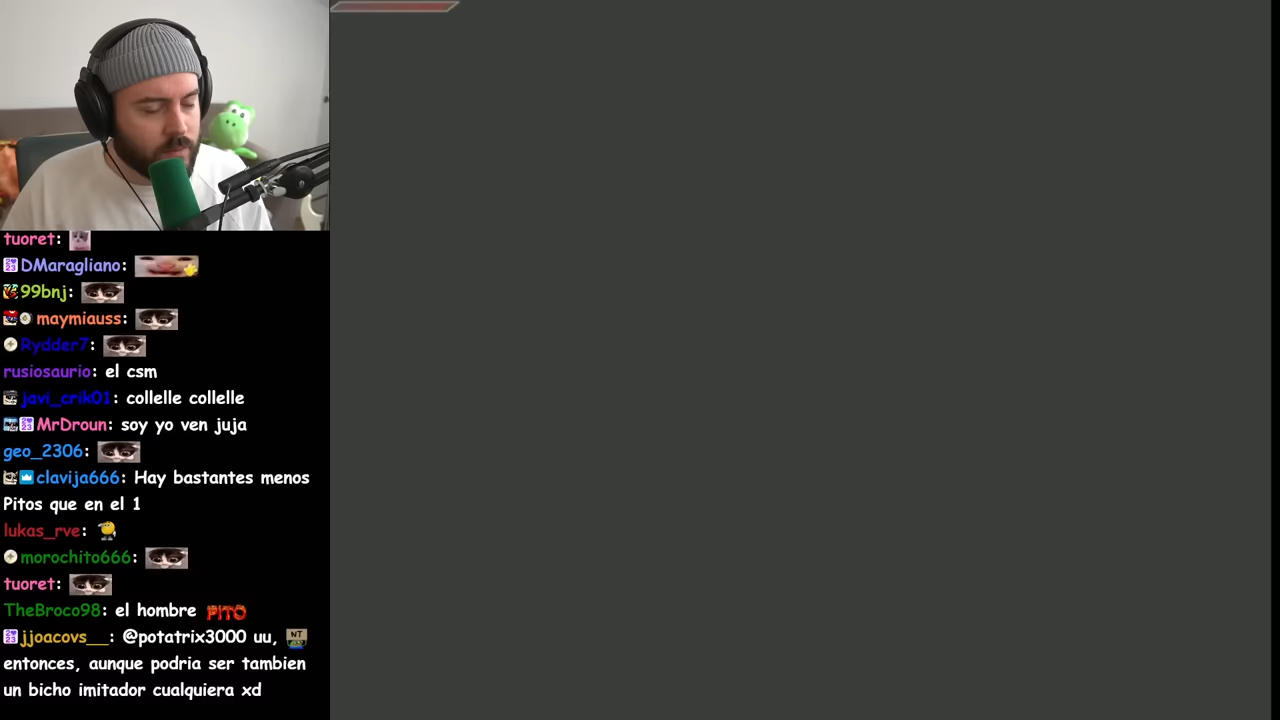 tuoret:
DMaragliano:
99bnj:
maymiauss:
Rydder7:
rusiosaurio: el csm
javi_crik01: collelle collelle
MrDroun: soy yo ven juja
geo_2306:
clavija666: Hay bastantes menos
Pitos que en el 1
lukas_rve:
morochito666:
tuoret:
TheBroco98: el hombre PITO
jjoacovs__: @potatrix3000 uu, NT
entonces, aunque podria ser tambien
un bicho imitador cualquiera xd